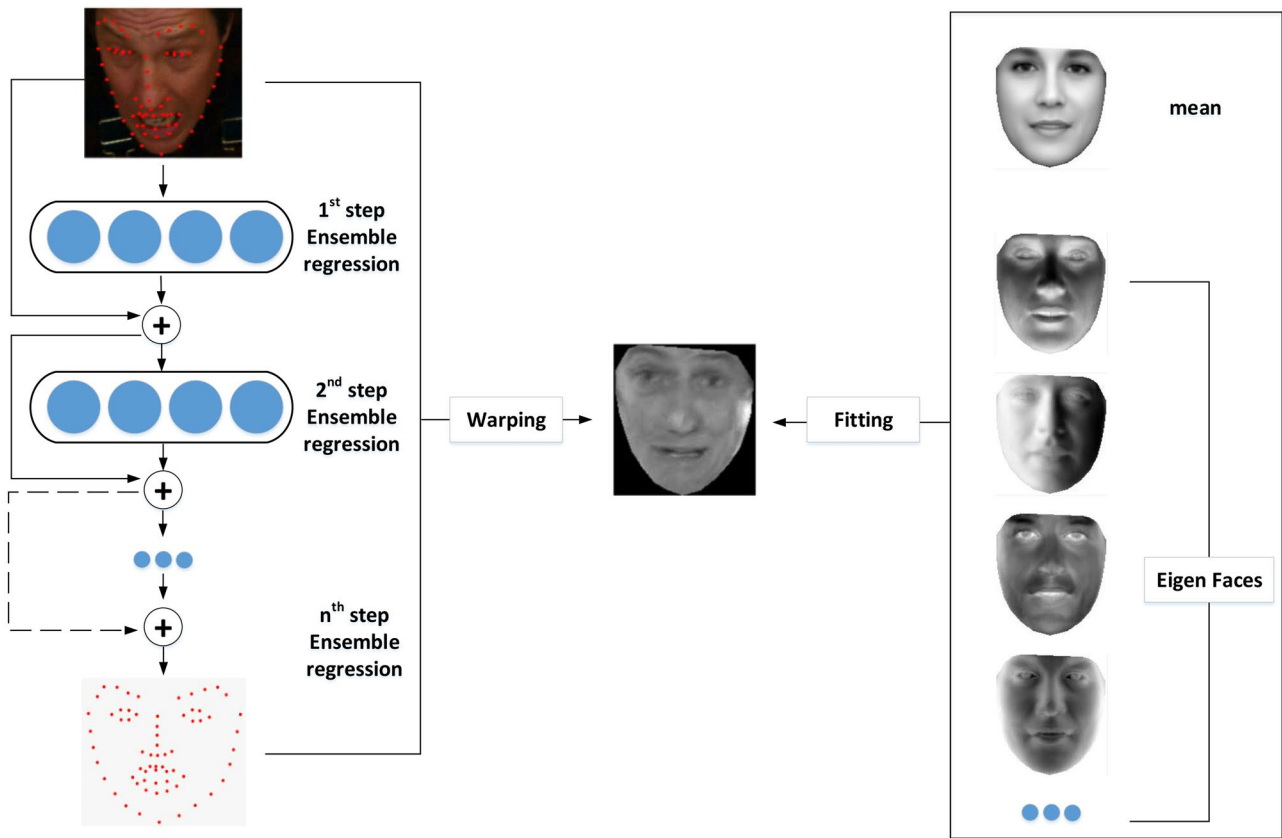 1st step
Ensemble
regression
+
2nd step
Ensemble
regression
+
nth step
Ensemble
regression
+
Warping
Fitting
mean
Eigen Faces